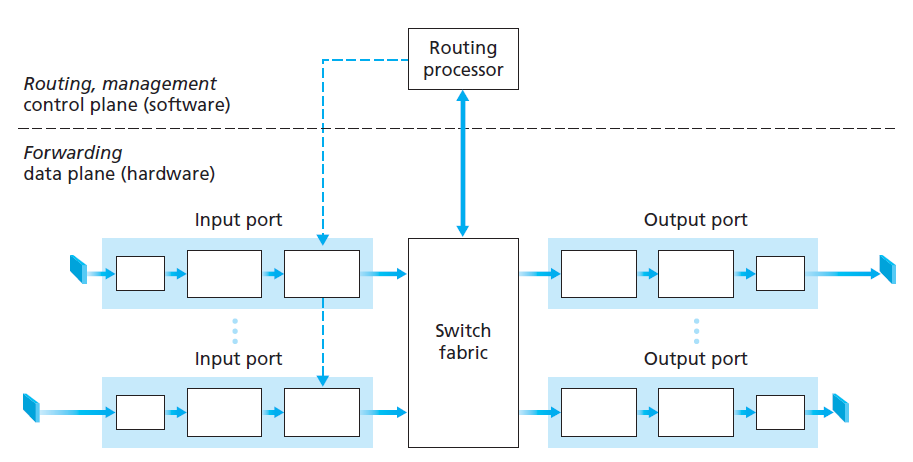 Routing
processor
Routing, management
control plane (software)
Forwarding
data plane (hardware)
Input port
Output port
Switch
fabric
Input port
Output port